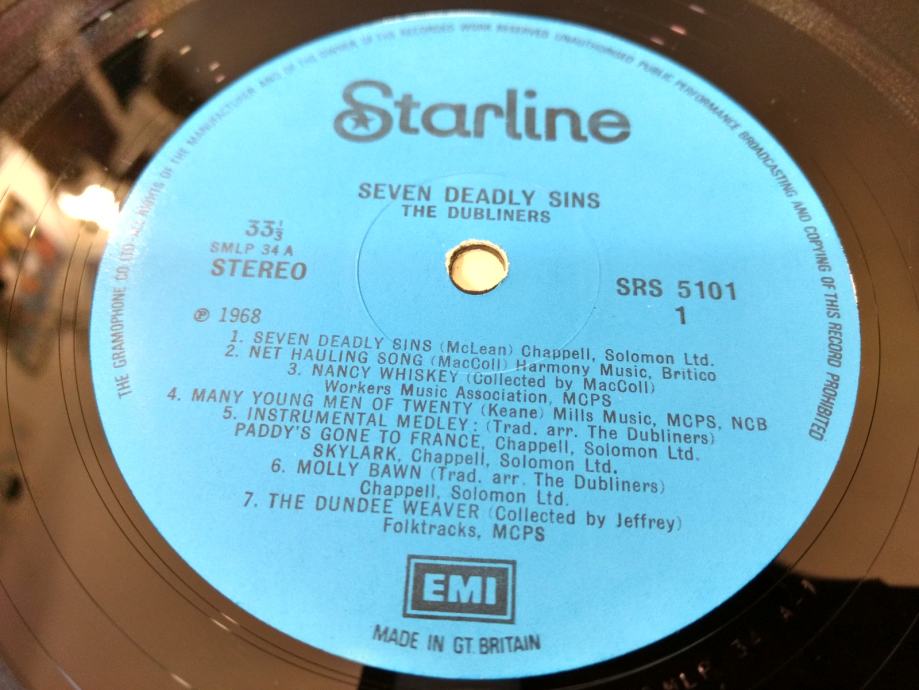 THE GRAMOPHONE CO LTD. ALL RIGHTS OF THE MANUFACTURER AND OF THE OWNER OF THE RECORDED WORK RESERVED UNAUTHORISED PUBLIC PERFORMANCE BROADCASTING AND COPYING OF THIS RECORD PROHIBITED
Starline
SEVEN DEADLY SINS
THE DUBLINERS
33⅓
SMLP 34 A
STEREO
SRS 5101
1
℗ 1968
1. SEVEN DEADLY SINS (McLean) Chappell, Solomon Ltd.
2. NET HAULING SONG (MacColl) Harmony Music, Britico
3. NANCY WHISKEY (Collected by MacColl)
Workers Music Association, MCPS
4. MANY YOUNG MEN OF TWENTY (Keane) Mills Music, MCPS, NCB
5. INSTRUMENTAL MEDLEY: (Trad. arr. The Dubliners)
PADDY'S GONE TO FRANCE, Chappell, Solomon Ltd.
SKYLARK, Chappell, Solomon Ltd.
6. MOLLY BAWN (Trad. arr. The Dubliners)
Chappell, Solomon Ltd.
7. THE DUNDEE WEAVER (Collected by Jeffrey)
Folktracks, MCPS
EMI
MADE IN GT. BRITAIN